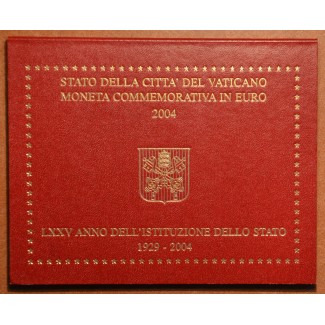 STATO DELLA CITTA' DEL VATICANO
MONETA COMMEMORATIVA IN EURO
2004
LXXV ANNO DELL'ISTITUZIONE DELLO STATO
1929 - 2004